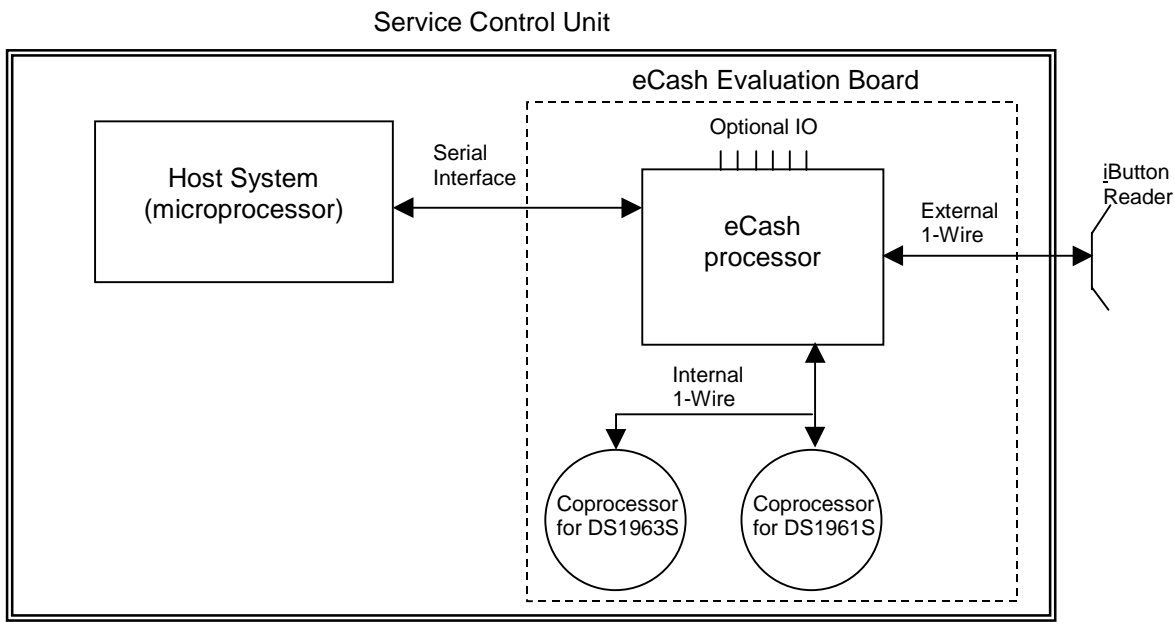 Service Control Unit
eCash Evaluation Board
Optional IO
Serial
Interface
Host System
(microprocessor)
eCash
processor
External
1-Wire
iButton
Reader
Internal
1-Wire
Coprocessor
for DS1963S
Coprocessor
for DS1961S